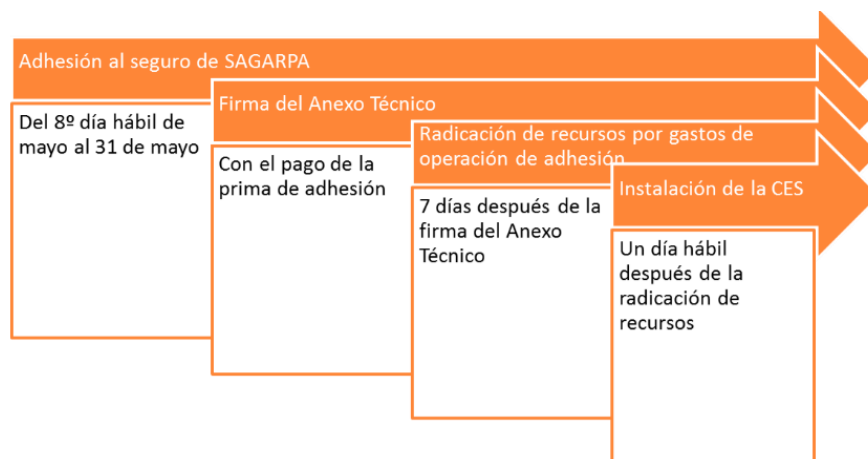 Adhesión al seguro de SAGARPA
Del 8º día hábil de
mayo al 31 de mayo
Firma del Anexo Técnico
Con el pago de la
prima de adhesión
Radicación de recursos por gastos de
operación de adhesión
7 días después de la
firma del Anexo
Técnico
Instalación de la CES
Un día hábil
después de la
radicación de
recursos